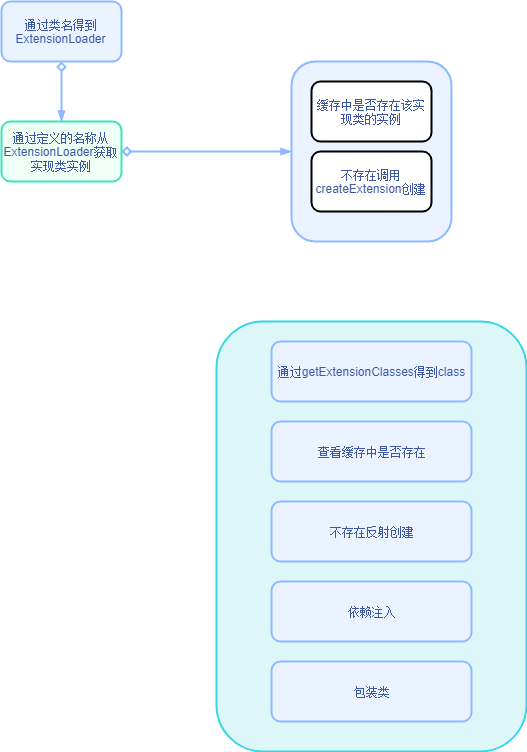 通过类名得到
ExtensionLoader
缓存中是否存在该实
现类的实例
通过定义的名称从
ExtensionLoader获取
实现类实例
不存在调用
createExtension创建
通过getExtensionClasses得到class
查看缓存中是否存在
不存在反射创建
依赖注入
包装类